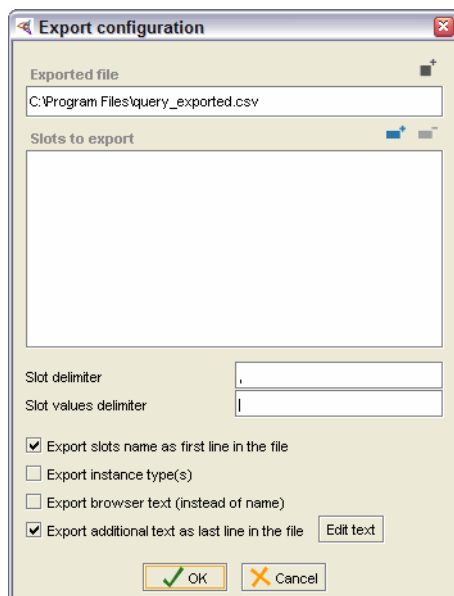 Export configuration
Exported file
C:\Program Files\query_exported.csv
Slots to export
Slot delimiter ,
Slot values delimiter |
Export slots name as first line in the file
Export instance type(s)
Export browser text (instead of name)
Export additional text as last line in the file Edit text
OK Cancel